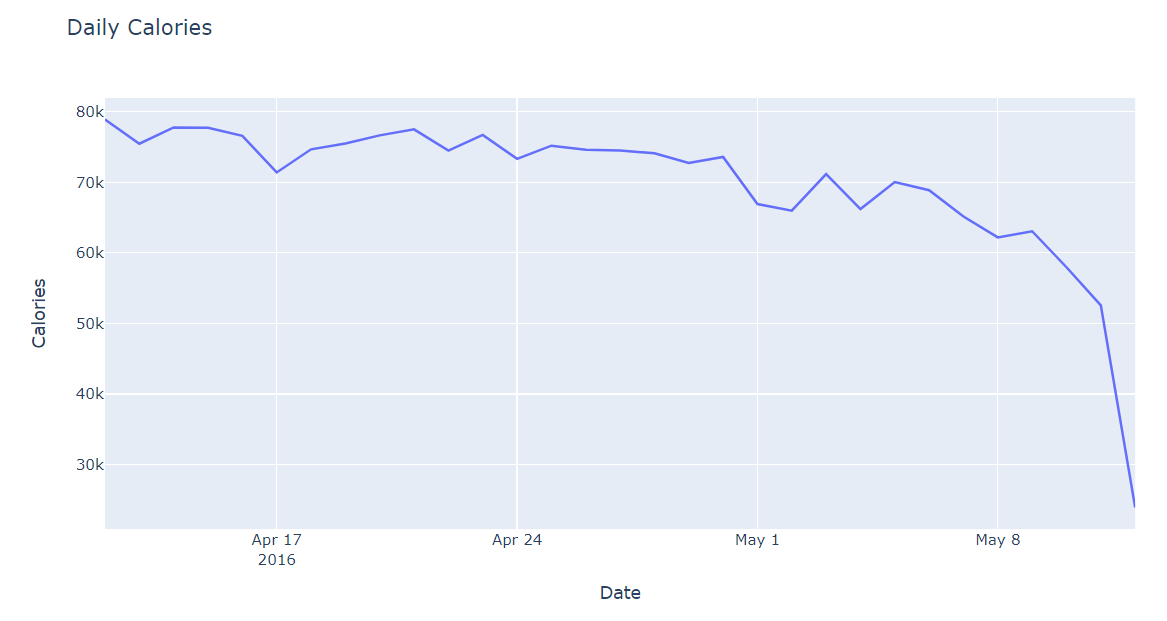 Daily Calories
80k
70k
60k
50k
40k
30k
Calories
Apr 17
2016
Apr 24
May 1
May 8
Date